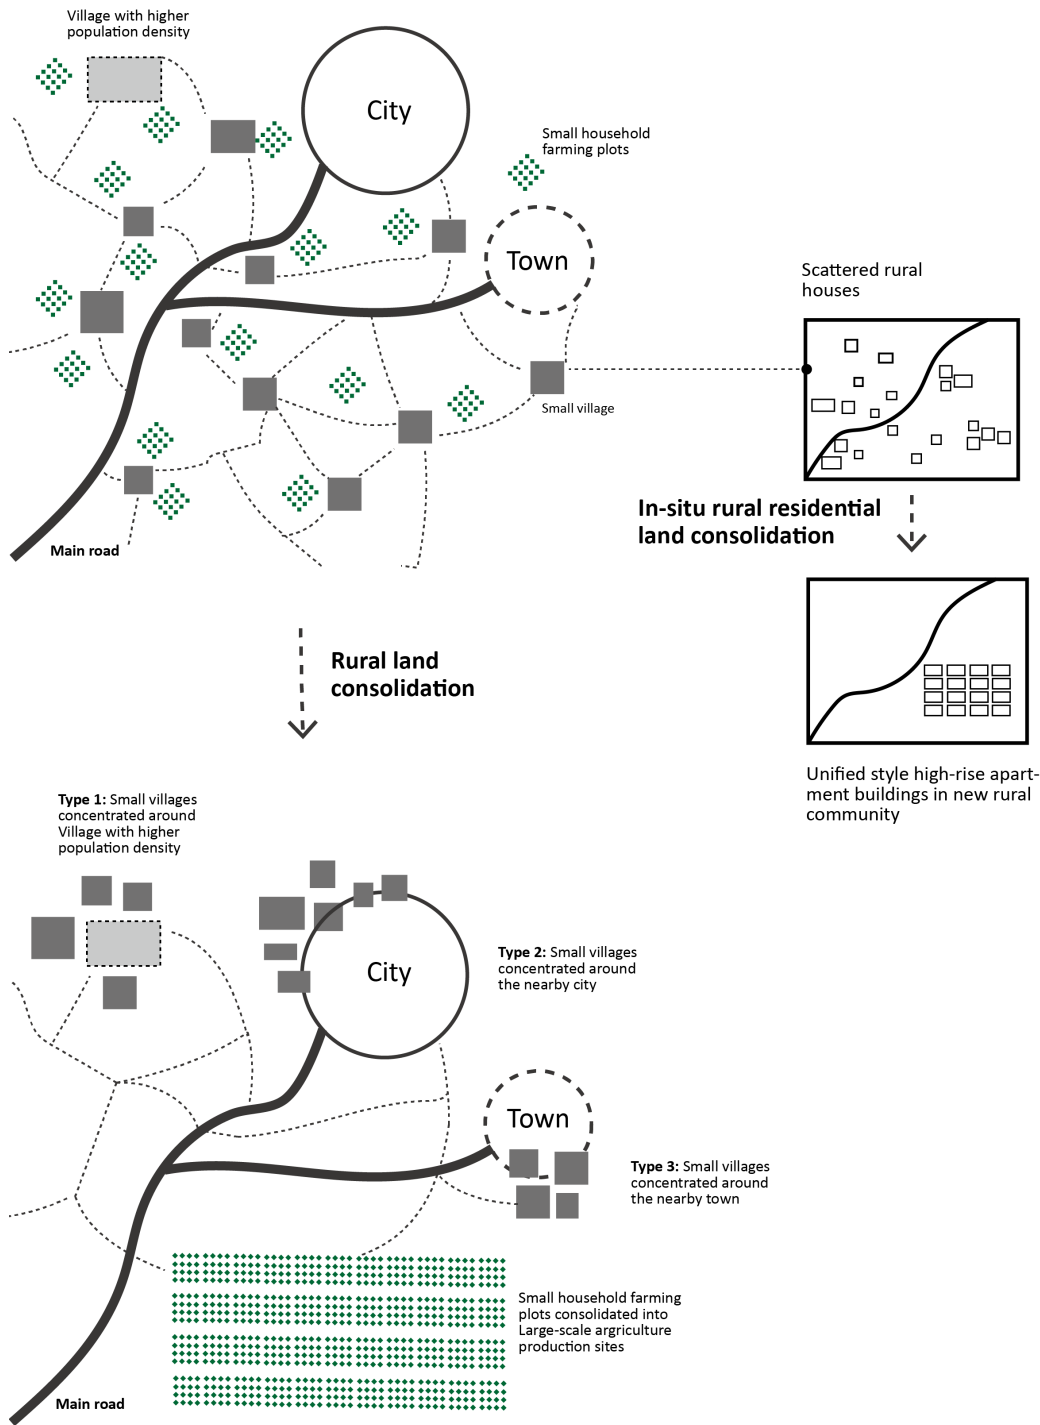 Village with higher
population density
City
Small household
farming plots
Town
Scattered rural
houses
Small village
In-situ rural residential
land consolidation
Main road
Rural land
consolidation
Unified style high-rise apart-
ment buildings in new rural
community
Type 1: Small villages
concentrated around
Village with higher
population density
City
Type 2: Small villages
concentrated around
the nearby city
Town
Type 3: Small villages
concentrated around
the nearby town
Small household farming
plots consolidated into
Large-scale argriculture
production sites
Main road